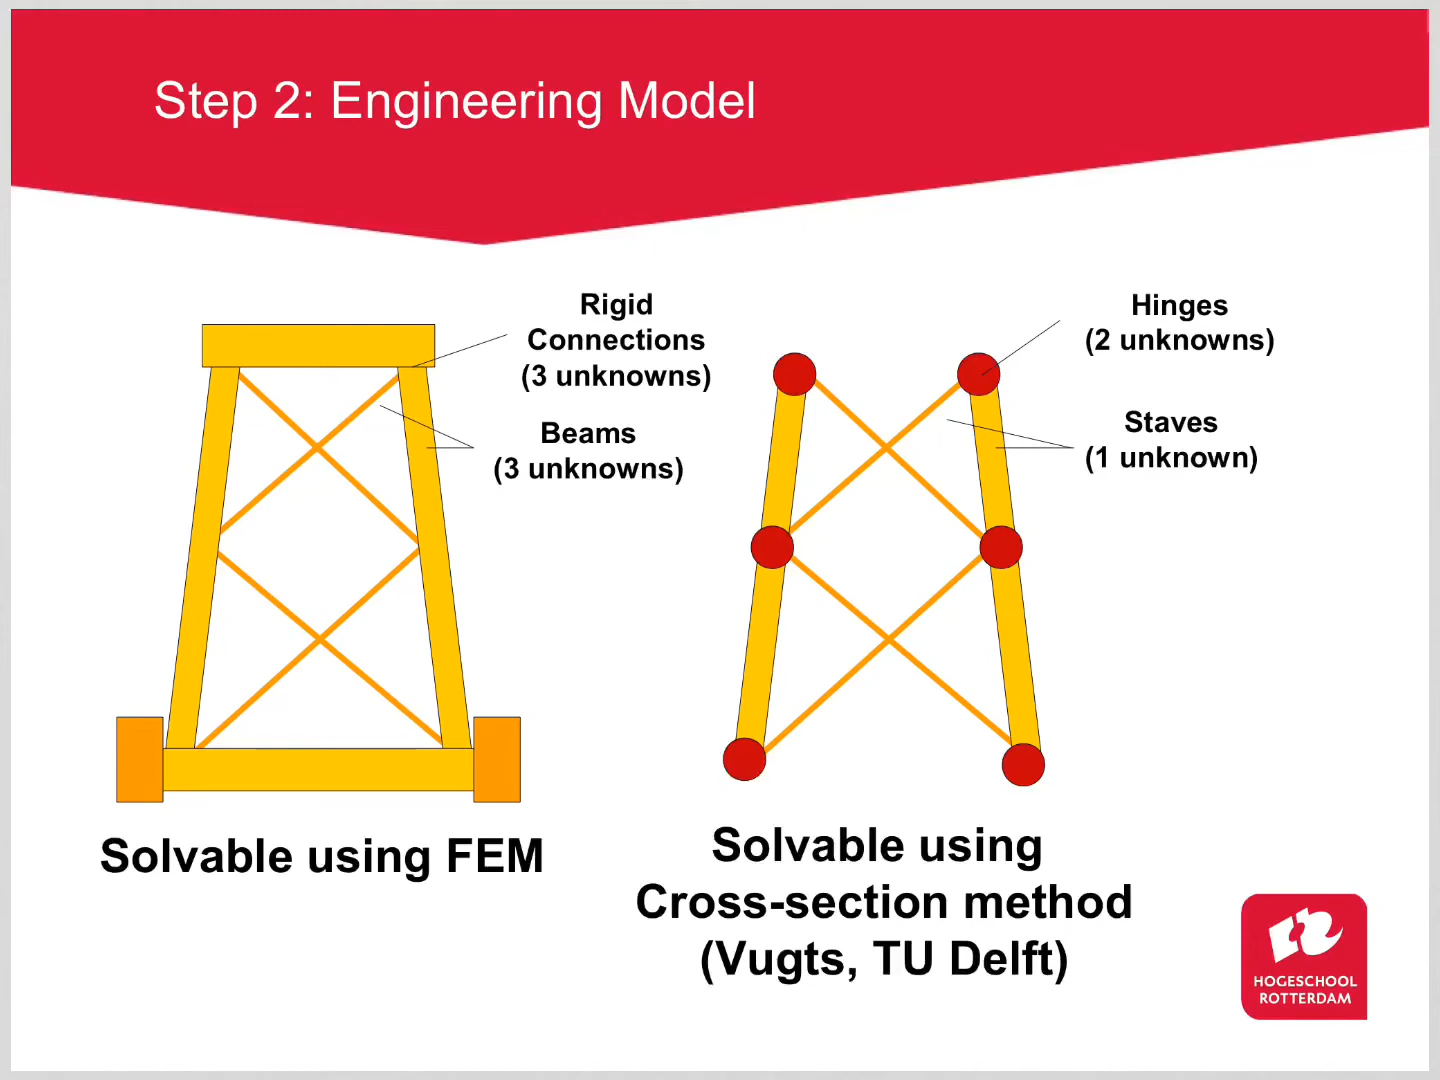 Step 2: Engineering Model
Rigid
Connections
(3 unknowns)
Beams
(3 unknowns)
Hinges
(2 unknowns)
Staves
(1 unknown)
Solvable using FEM
Solvable using
Cross-section method
(Vugts, TU Delft)
HOGESCHOOL
ROTTERDAM